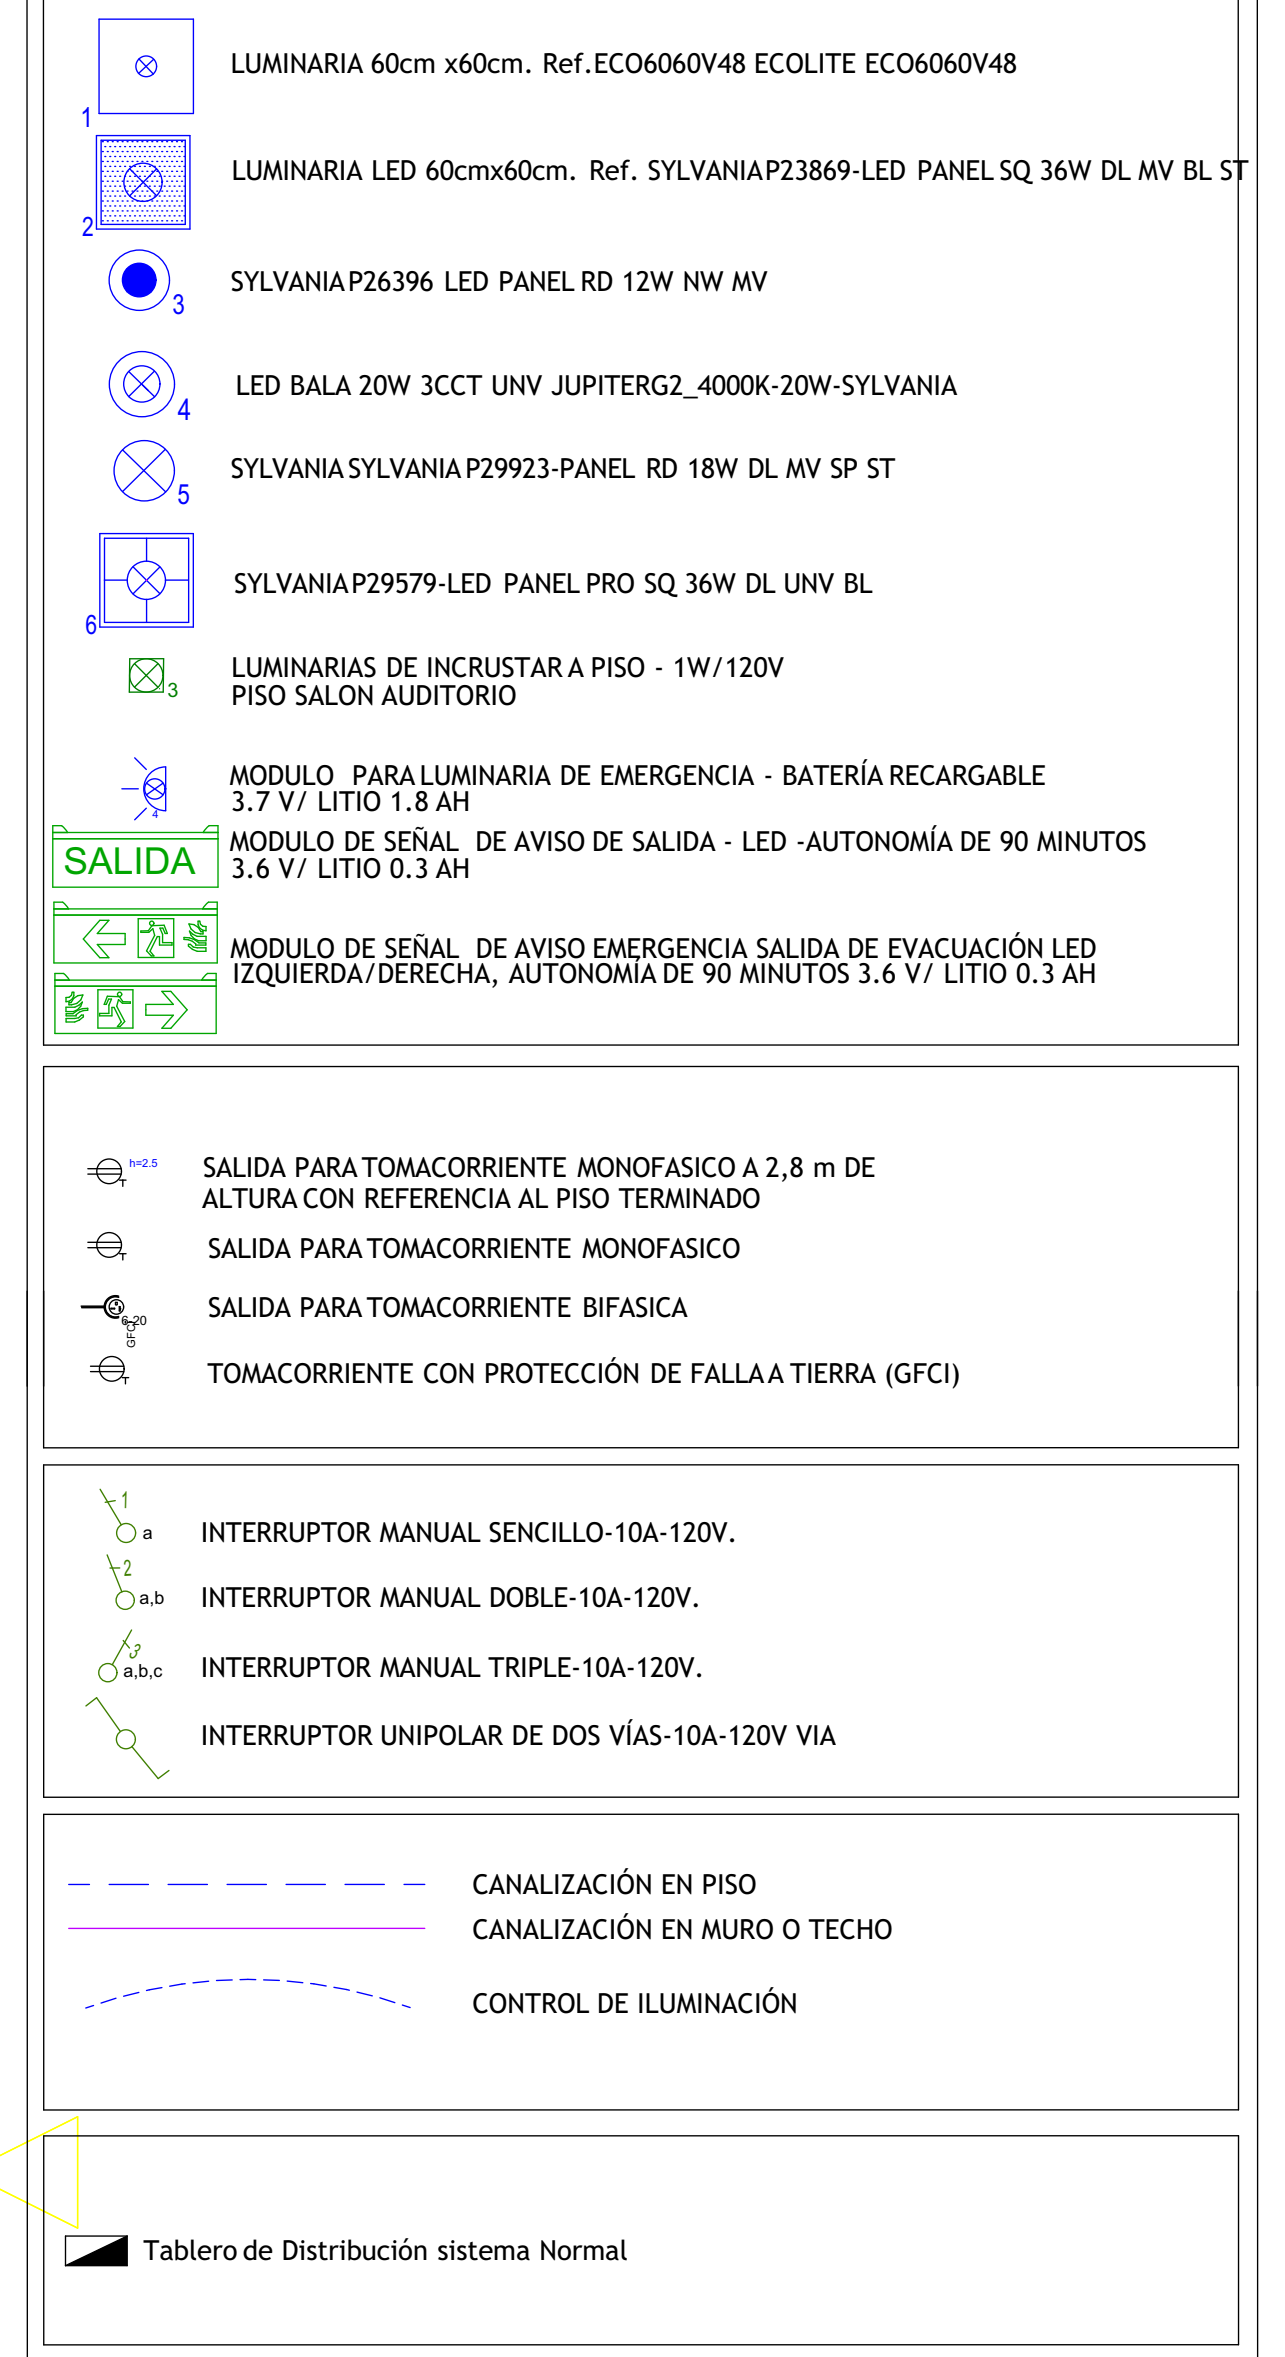 LUMINARIA 60cm x60cm. Ref.ECO6060V48 ECOLITE ECO6060V48
1
LUMINARIA LED 60cmx60cm. Ref. SYLVANIA P23869-LED PANEL SQ 36W DL MV BL ST
2
SYLVANIA P26396 LED PANEL RD 12W NW MV
3
LED BALA 20W 3CCT UNV JUPITERG2_4000K-20W-SYLVANIA
4
SYLVANIA SYLVANIA P29923-PANEL RD 18W DL MV SP ST
5
SYLVANIA P29579-LED PANEL PRO SQ 36W DL UNV BL
6
LUMINARIAS DE INCRUSTAR A PISO - 1W/120V
3
PISO SALON AUDITORIO
MODULO PARA LUMINARIA DE EMERGENCIA - BATERÍA RECARGABLE
3.7 V/ LITIO 1.8 AH
4
MODULO DE SEÑAL DE AVISO DE SALIDA - LED -AUTONOMÍA DE 90 MINUTOS
SALIDA
3.6 V/ LITIO 0.3 AH
MODULO DE SEÑAL DE AVISO EMERGENCIA SALIDA DE EVACUACIÓN LED
IZQUIERDA/DERECHA, AUTONOMÍA DE 90 MINUTOS 3.6 V/ LITIO 0.3 AH
h=2.5
T
SALIDA PARA TOMACORRIENTE MONOFASICO A 2,8 m DE
ALTURA CON REFERENCIA AL PISO TERMINADO
T
SALIDA PARA TOMACORRIENTE MONOFASICO
6-20
SALIDA PARA TOMACORRIENTE BIFASICA
GFCI
T
TOMACORRIENTE CON PROTECCIÓN DE FALLA A TIERRA (GFCI)
1
a
INTERRUPTOR MANUAL SENCILLO-10A-120V.
2
a,b
INTERRUPTOR MANUAL DOBLE-10A-120V.
3
a,b,c
INTERRUPTOR MANUAL TRIPLE-10A-120V.
INTERRUPTOR UNIPOLAR DE DOS VÍAS-10A-120V VIA
CANALIZACIÓN EN PISO
CANALIZACIÓN EN MURO O TECHO
CONTROL DE ILUMINACIÓN
Tablero de Distribución sistema Normal